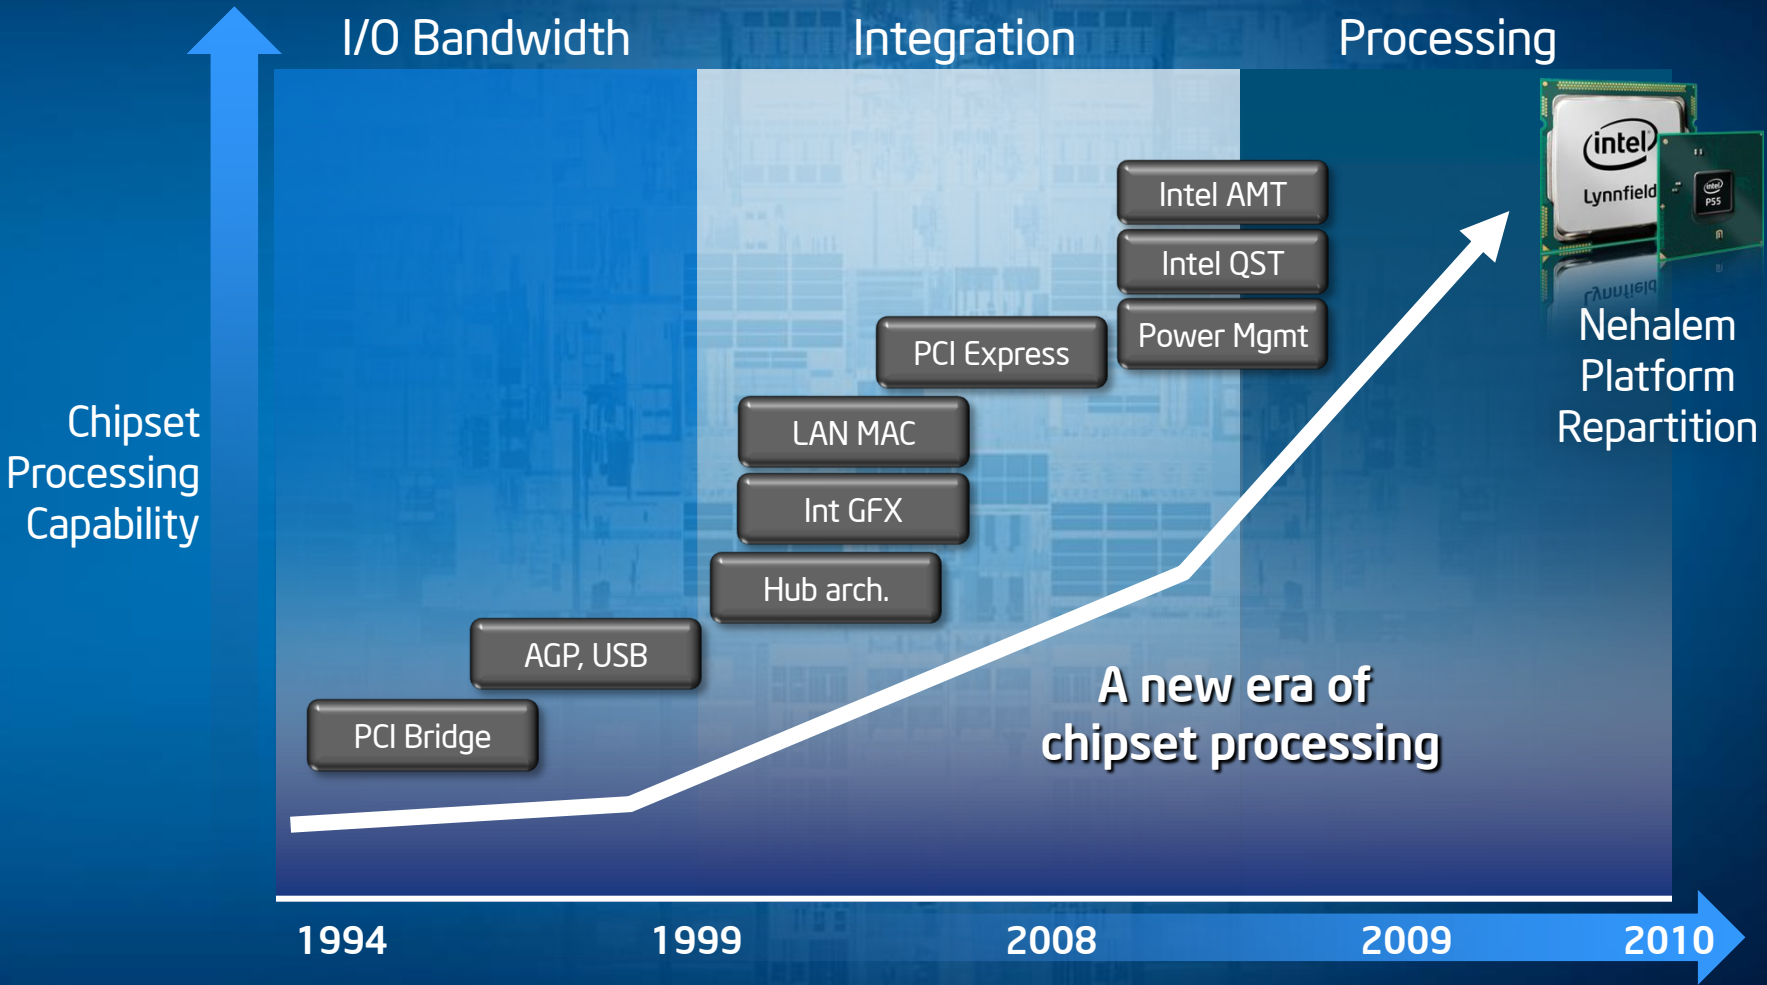 I/O Bandwidth
Integration
Processing
intel
Lynnfield
intel
P55
Lynnfield
Nehalem
Platform
Repartition
Intel AMT
Intel QST
Power Mgmt
PCI Express
LAN MAC
Int GFX
Hub arch.
AGP, USB
PCI Bridge
Chipset
Processing
Capability
A new era of
chipset processing
1994
1999
2008
2009
2010